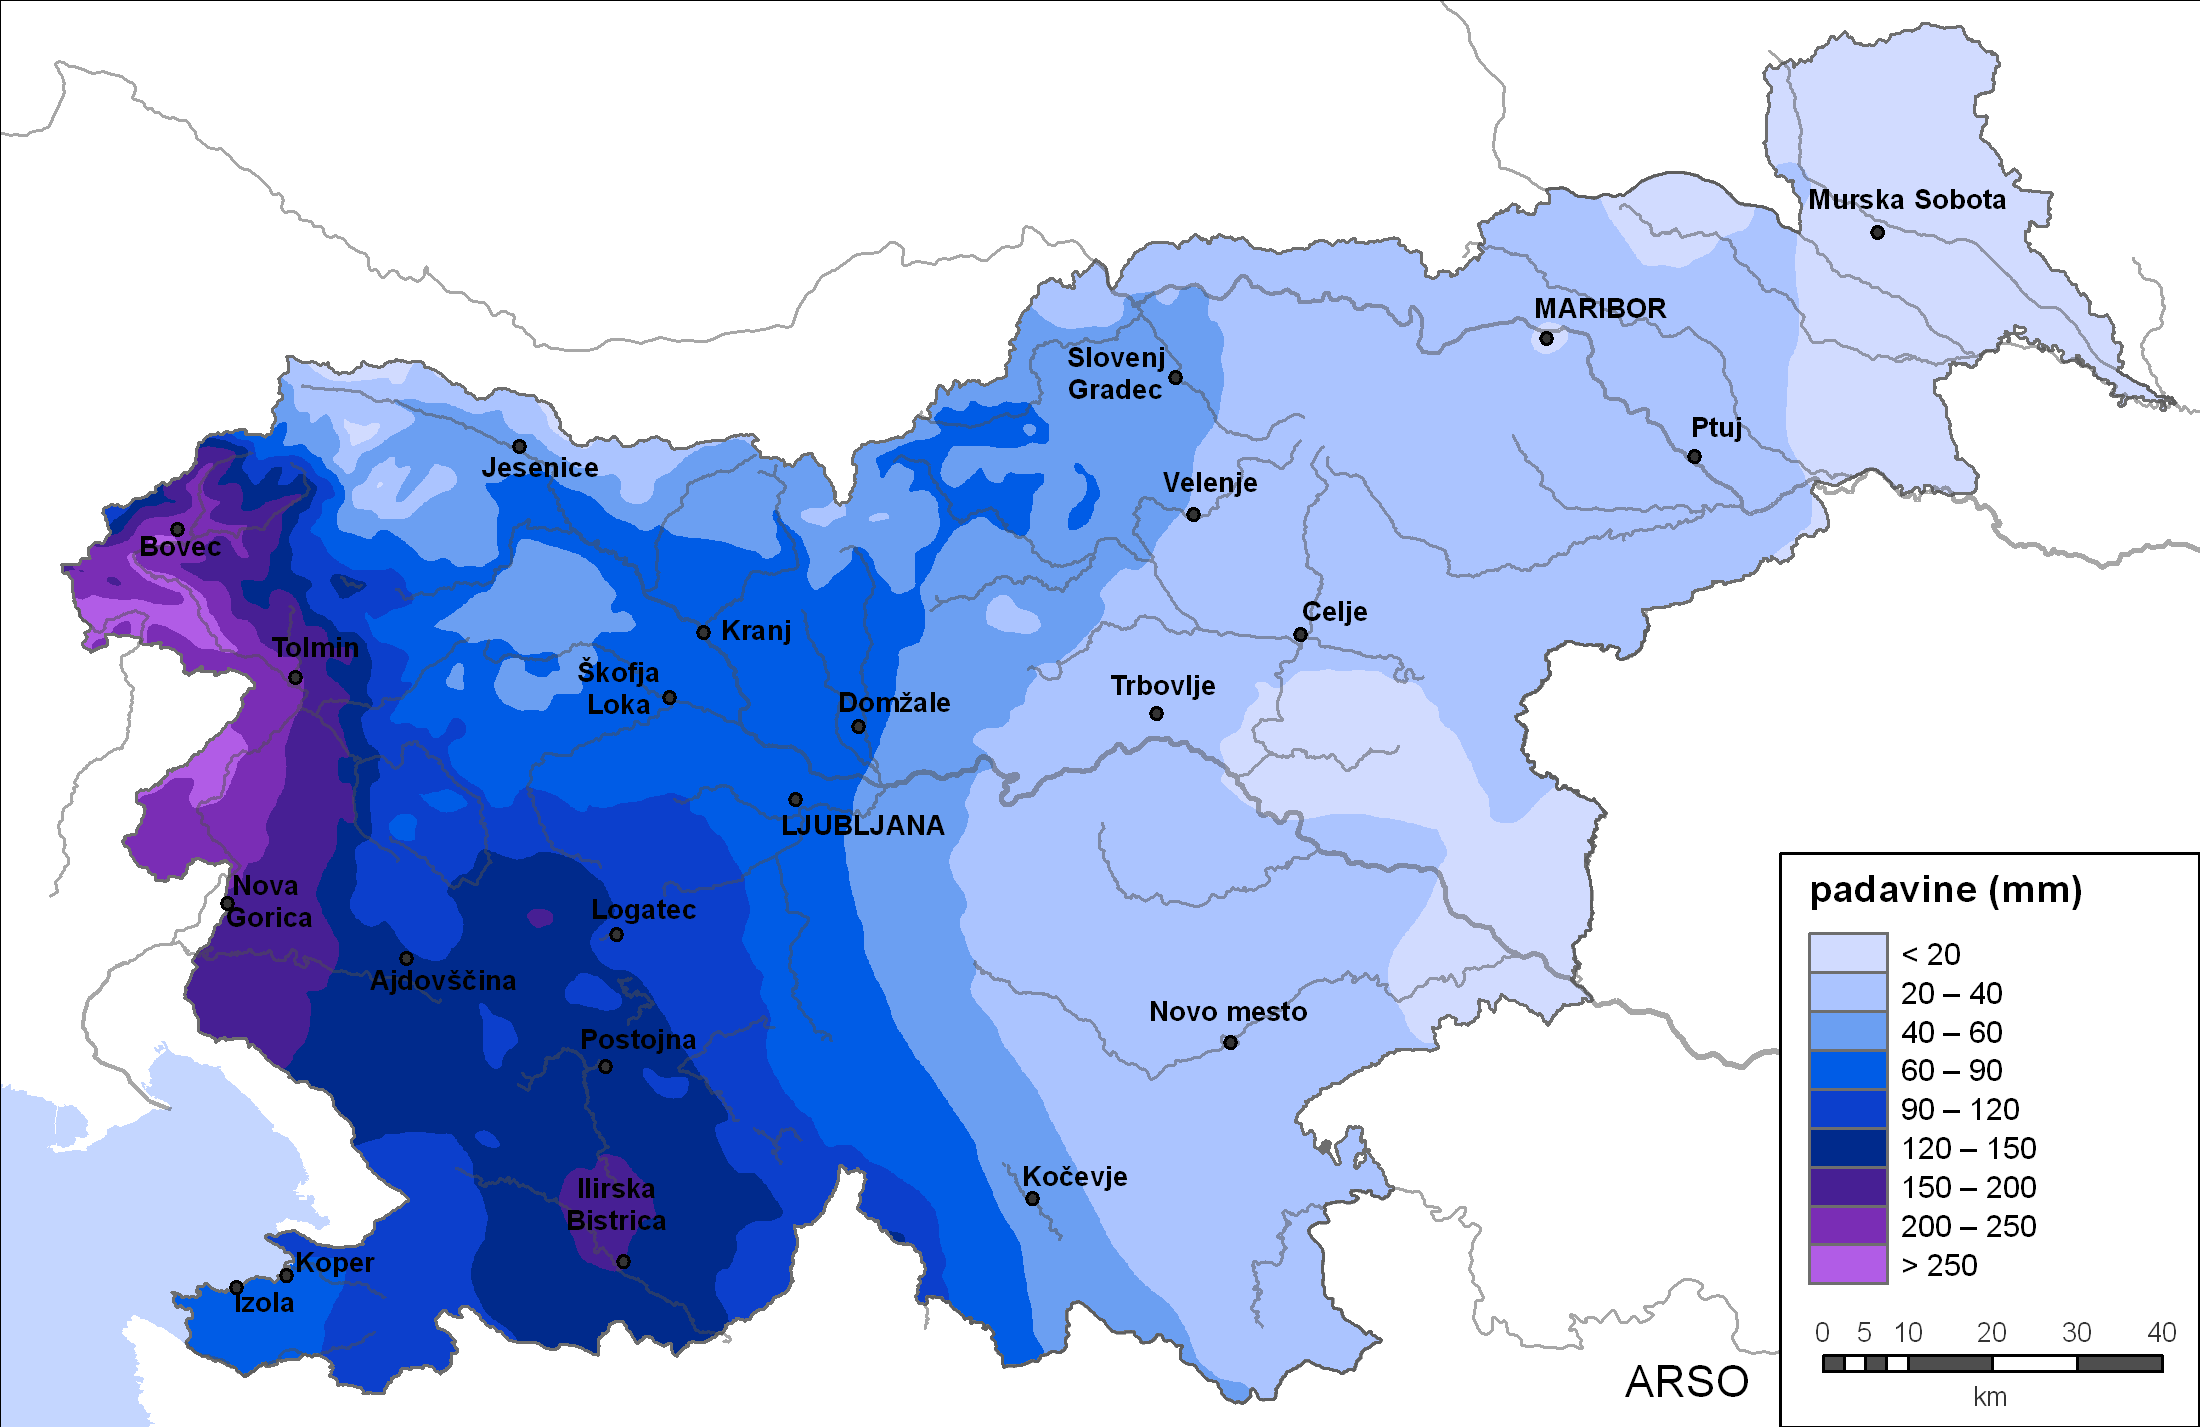 Murska Sobota
MARIBOR
Slovenj
Gradec
Ptuj
Jesenice
Velenje
Bovec
Celje
Kranj
Tolmin
Škofja
Loka
Trbovlje
Domžale
LJUBLJANA
Nova
Gorica
Logatec
Ajdovščina
Novo mesto
Postojna
Kočevje
Ilirska
Bistrica
Koper
Izola
padavine (mm)
< 20
20 – 40
40 – 60
60 – 90
90 – 120
120 – 150
150 – 200
200 – 250
> 250
0 5 10 20 30 40
km
ARSO